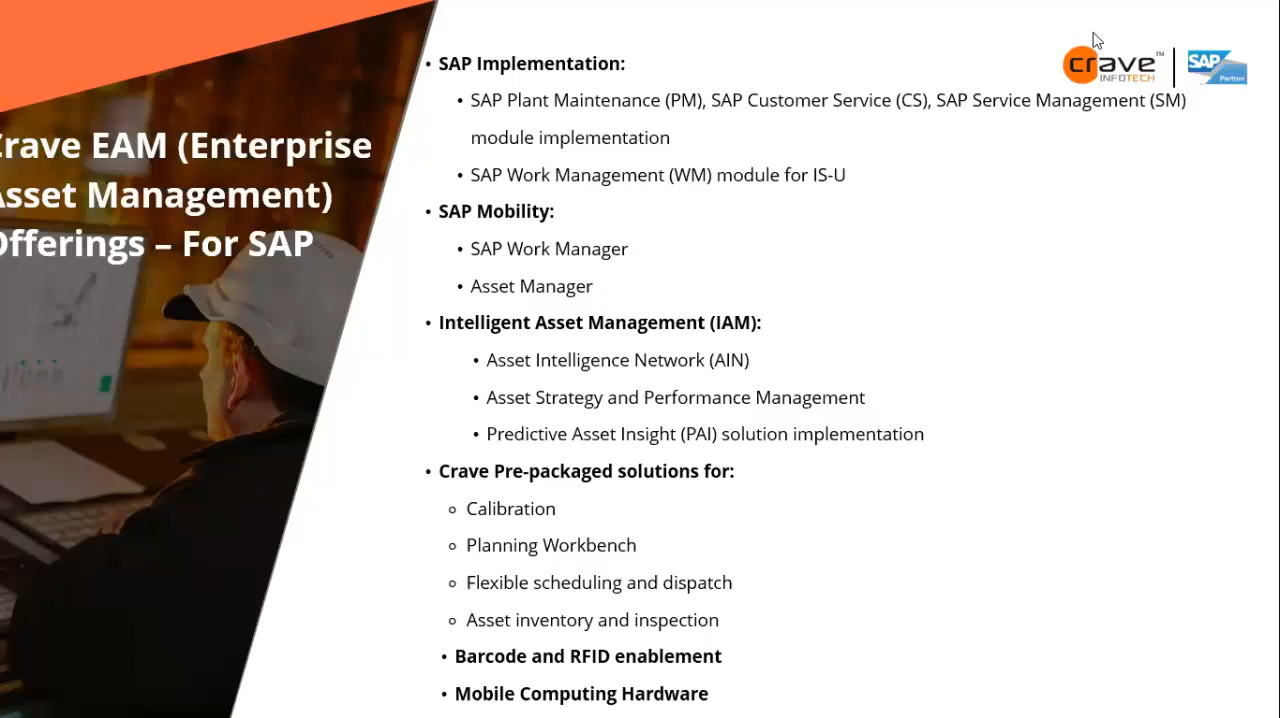 Crave EAM (Enterprise
Asset Management)
Offerings – For SAP
crave™
INFOTECH
SAP
Partner
• SAP Implementation:
• SAP Plant Maintenance (PM), SAP Customer Service (CS), SAP Service Management (SM)
module implementation
• SAP Work Management (WM) module for IS-U
• SAP Mobility:
• SAP Work Manager
• Asset Manager
• Intelligent Asset Management (IAM):
• Asset Intelligence Network (AIN)
• Asset Strategy and Performance Management
• Predictive Asset Insight (PAI) solution implementation
• Crave Pre-packaged solutions for:
◦ Calibration
◦ Planning Workbench
◦ Flexible scheduling and dispatch
◦ Asset inventory and inspection
• Barcode and RFID enablement
• Mobile Computing Hardware